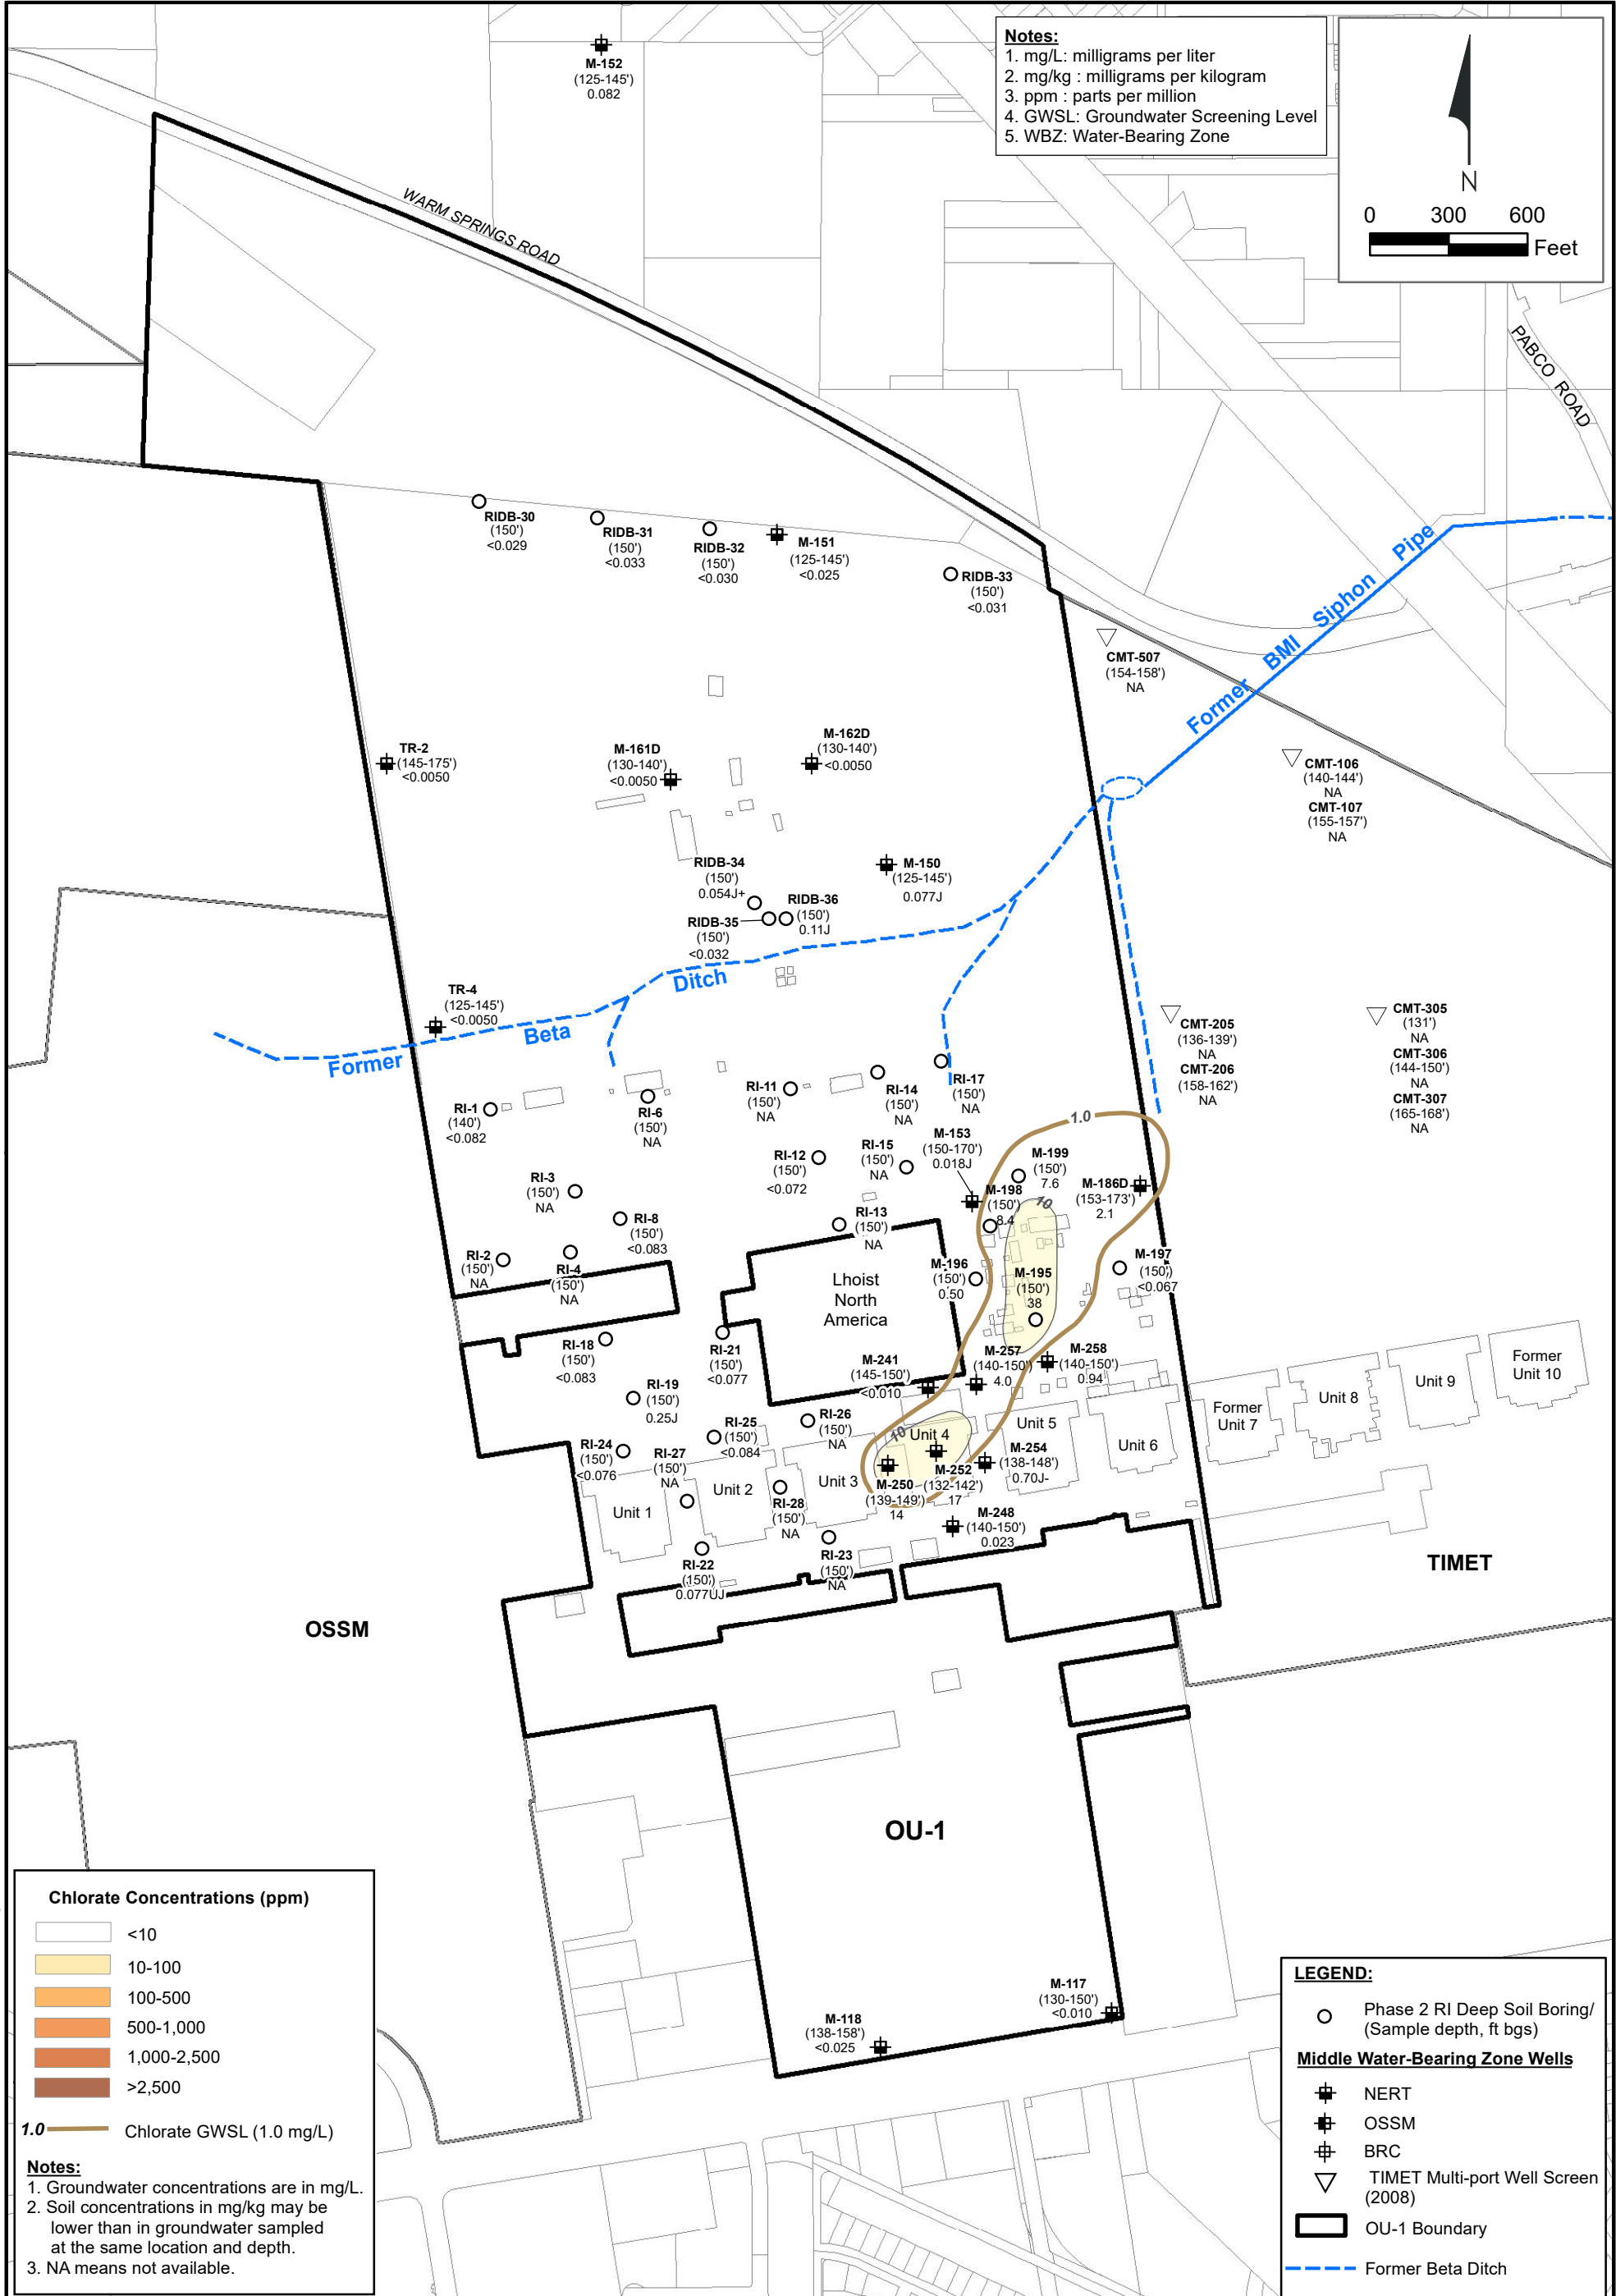 Notes:
1. mg/L: milligrams per liter
2. mg/kg : milligrams per kilogram
3. ppm : parts per million
4. GWSL: Groundwater Screening Level
5. WBZ: Water-Bearing Zone
N
0 300 600
Feet
M-152
(125-145')
0.082
WARM SPRINGS ROAD
PABCO ROAD
RIDB-30
(150')
<0.029
RIDB-31
(150')
<0.033
RIDB-32
(150')
<0.030
M-151
(125-145')
<0.025
RIDB-33
(150')
<0.031
Former BMI Siphon Pipe
CMT-507
(154-158')
NA
TR-2
(145-175')
<0.0050
M-161D
(130-140')
<0.0050
M-162D
(130-140')
<0.0050
CMT-106
(140-144')
NA
CMT-107
(155-157')
NA
RIDB-34
(150')
0.054J+
M-150
(125-145')
0.077J
RIDB-35
(150')
<0.032
RIDB-36
(150')
0.11J
TR-4
(125-145')
<0.0050
Former Beta Ditch
CMT-205
(136-139')
NA
CMT-206
(158-162')
NA
CMT-305
(131')
NA
CMT-306
(144-150')
NA
CMT-307
(165-168')
NA
RI-1
(140')
<0.082
RI-6
(150')
NA
RI-11
(150')
NA
RI-14
(150')
NA
RI-17
(150')
NA
1.0
RI-3
(150')
NA
RI-12
(150')
<0.072
RI-15
(150')
NA
M-153
(150-170')
0.018J
M-199
(150')
7.6
M-186D
(153-173')
2.1
M-198
(150')
8.4
10
RI-8
(150')
<0.083
RI-13
(150')
NA
RI-2
(150')
NA
RI-4
(150')
NA
Lhoist
North
America
M-196
(150')
0.50
M-195
(150')
38
M-197
(150')
<0.067
RI-18
(150')
<0.083
RI-21
(150')
<0.077
M-241
(145-150')
<0.010
M-257
(140-150')
4.0
M-258
(140-150')
0.94
RI-19
(150')
0.25J
RI-25
(150')
<0.084
RI-26
(150')
NA
RI-24
(150')
<0.076
RI-27
(150')
NA
10
Unit 1
Unit 2
Unit 3
Unit 4
Unit 5
Unit 6
Former
Unit 7
Unit 8
Unit 9
Former
Unit 10
M-250
(139-149')
14
M-252
(132-142')
17
M-254
(138-148')
0.70J-
RI-28
(150')
NA
M-248
(140-150')
0.023
RI-22
(150')
0.077UJ
RI-23
(150')
NA
TIMET
OSSM
OU-1
M-118
(138-158')
<0.025
M-117
(130-150')
<0.010
Chlorate Concentrations (ppm)
<10
10-100
100-500
500-1,000
1,000-2,500
>2,500
1.0 Chlorate GWSL (1.0 mg/L)
Notes:
1. Groundwater concentrations are in mg/L.
2. Soil concentrations in mg/kg may be
lower than in groundwater sampled
at the same location and depth.
3. NA means not available.
LEGEND:
Phase 2 RI Deep Soil Boring/
(Sample depth, ft bgs)
Middle Water-Bearing Zone Wells
NERT
OSSM
BRC
TIMET Multi-port Well Screen
(2008)
OU-1 Boundary
Former Beta Ditch